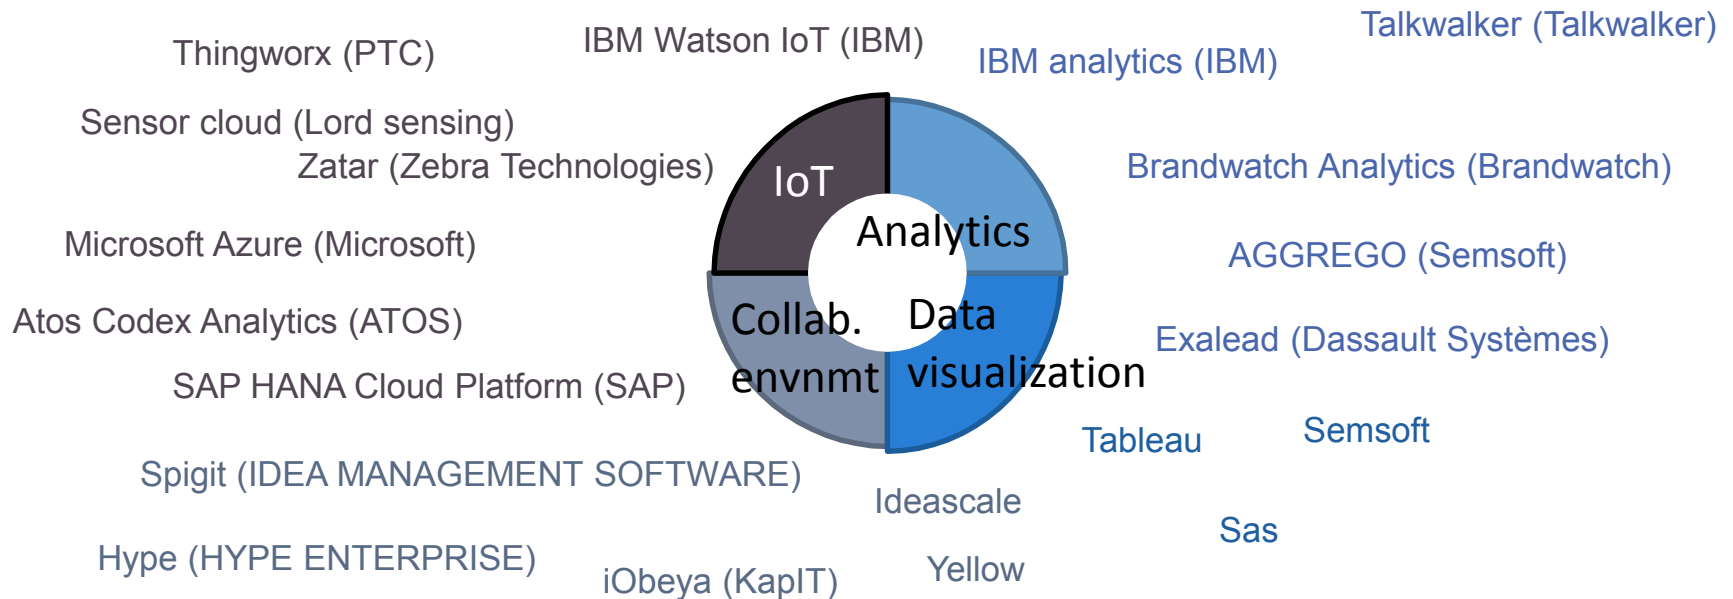 Talkwalker (Talkwalker)
IBM Watson IoT (IBM)
Thingworx (PTC)
IBM analytics (IBM)
Sensor cloud (Lord sensing)
Zatar (Zebra Technologies)
IoT
Brandwatch Analytics (Brandwatch)
Analytics
Microsoft Azure (Microsoft)
AGGREGO (Semsoft)
Atos Codex Analytics (ATOS)
Collab.
envnmt
Data
visualization
Exalead (Dassault Systèmes)
SAP HANA Cloud Platform (SAP)
Tableau
Semsoft
Spigit (IDEA MANAGEMENT SOFTWARE)
Ideascale
Sas
Hype (HYPE ENTERPRISE)
iObeya (KapIT)
Yellow